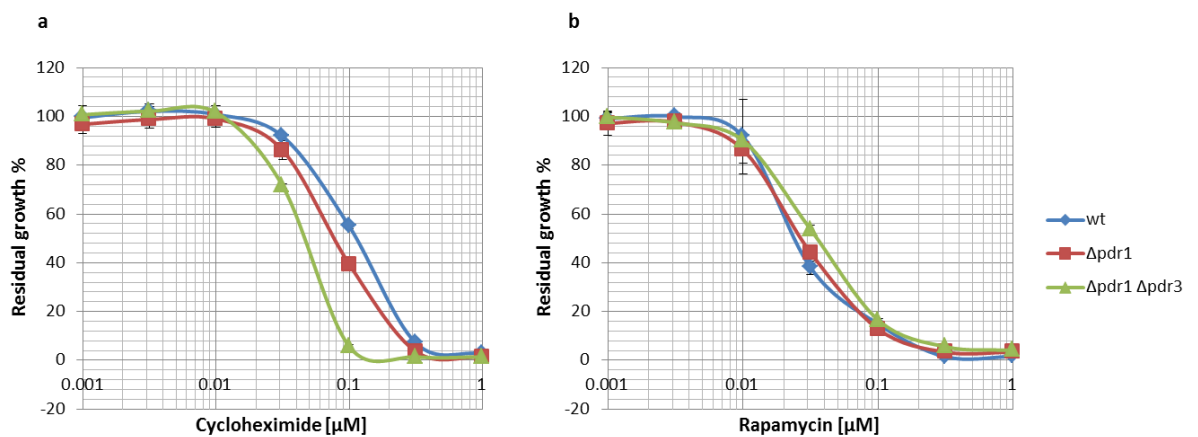 a
b
120
100
80
60
40
20
0
-20
0.001
0.01
0.1
1
Residual growth %
Cycloheximide [µM]
120
100
80
60
40
20
0
-20
0.001
0.01
0.1
1
Residual growth %
Rapamycin [µM]
wt
Δpdr1
Δpdr1 Δpdr3